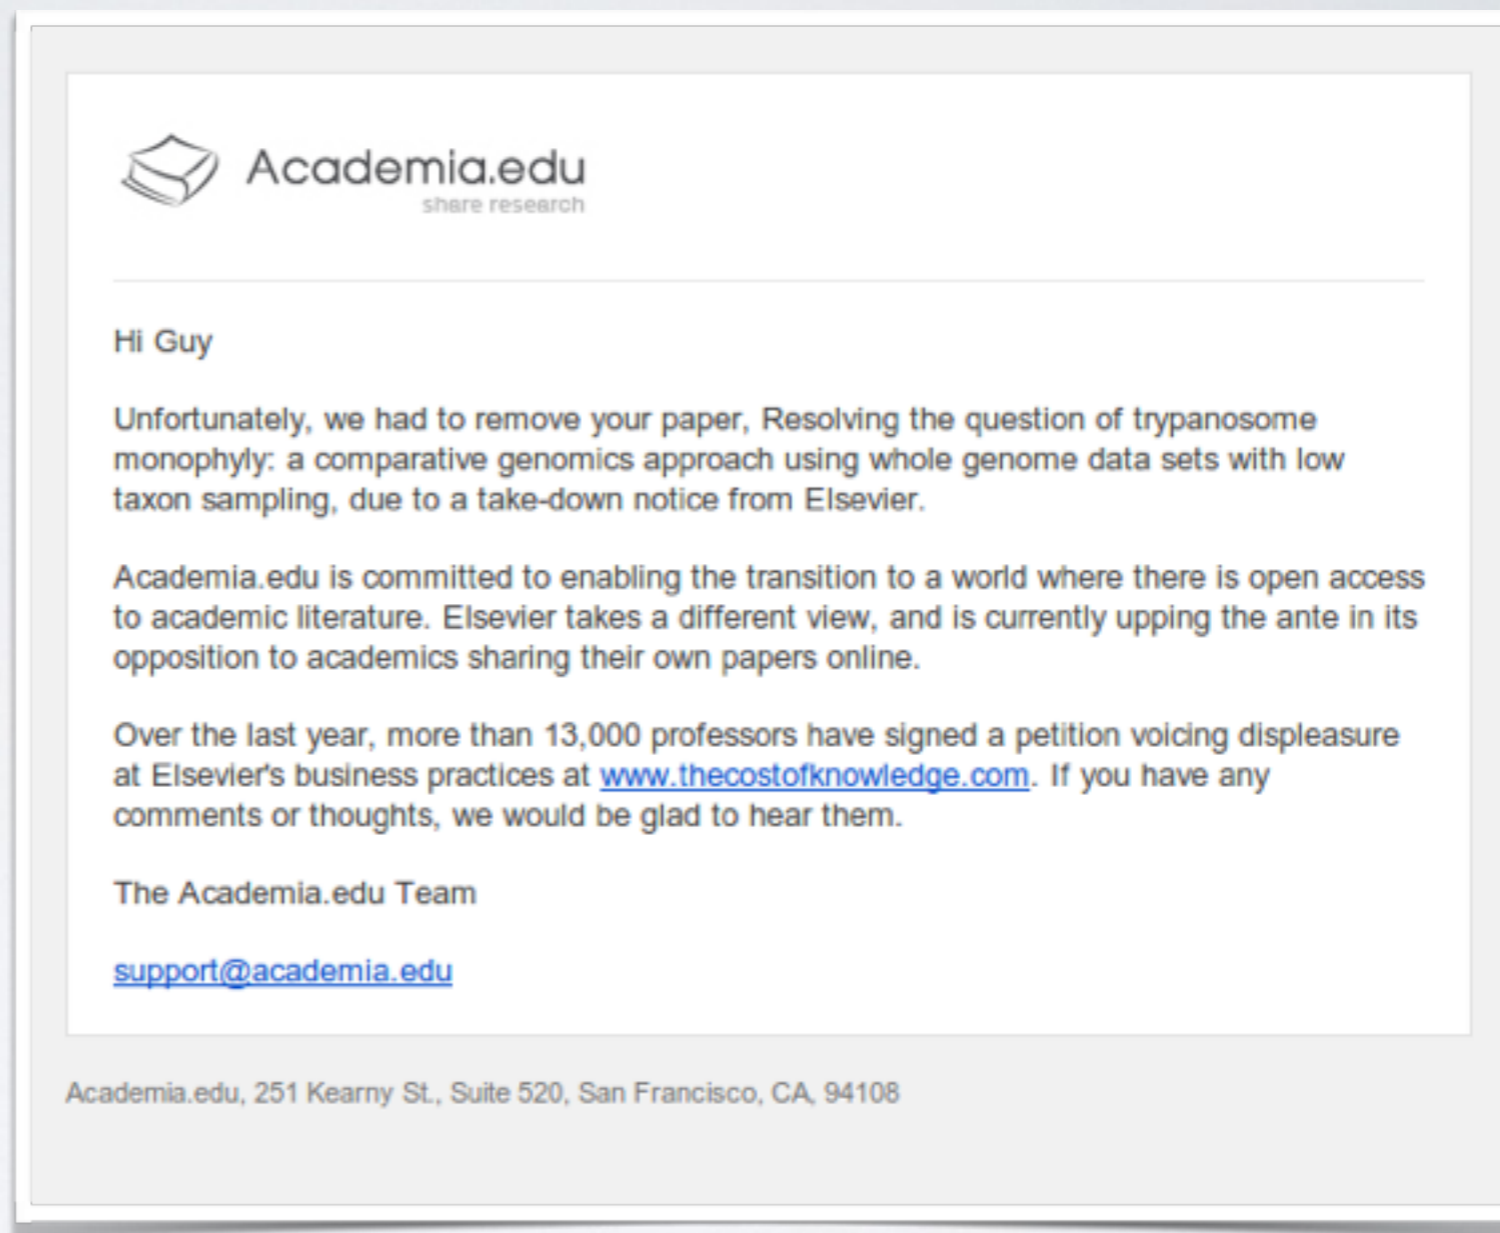 Academia.edu
share research
Hi Guy
Unfortunately, we had to remove your paper, Resolving the question of trypanosome
monophyly: a comparative genomics approach using whole genome data sets with low
taxon sampling, due to a take-down notice from Elsevier.
Academia.edu is committed to enabling the transition to a world where there is open access
to academic literature. Elsevier takes a different view, and is currently upping the ante in its
opposition to academics sharing their own papers online.
Over the last year, more than 13,000 professors have signed a petition voicing displeasure
at Elsevier's business practices at www.thecostofknowledge.com. If you have any
comments or thoughts, we would be glad to hear them.
The Academia.edu Team
support@academia.edu
Academia.edu, 251 Kearny St., Suite 520, San Francisco, CA, 94108